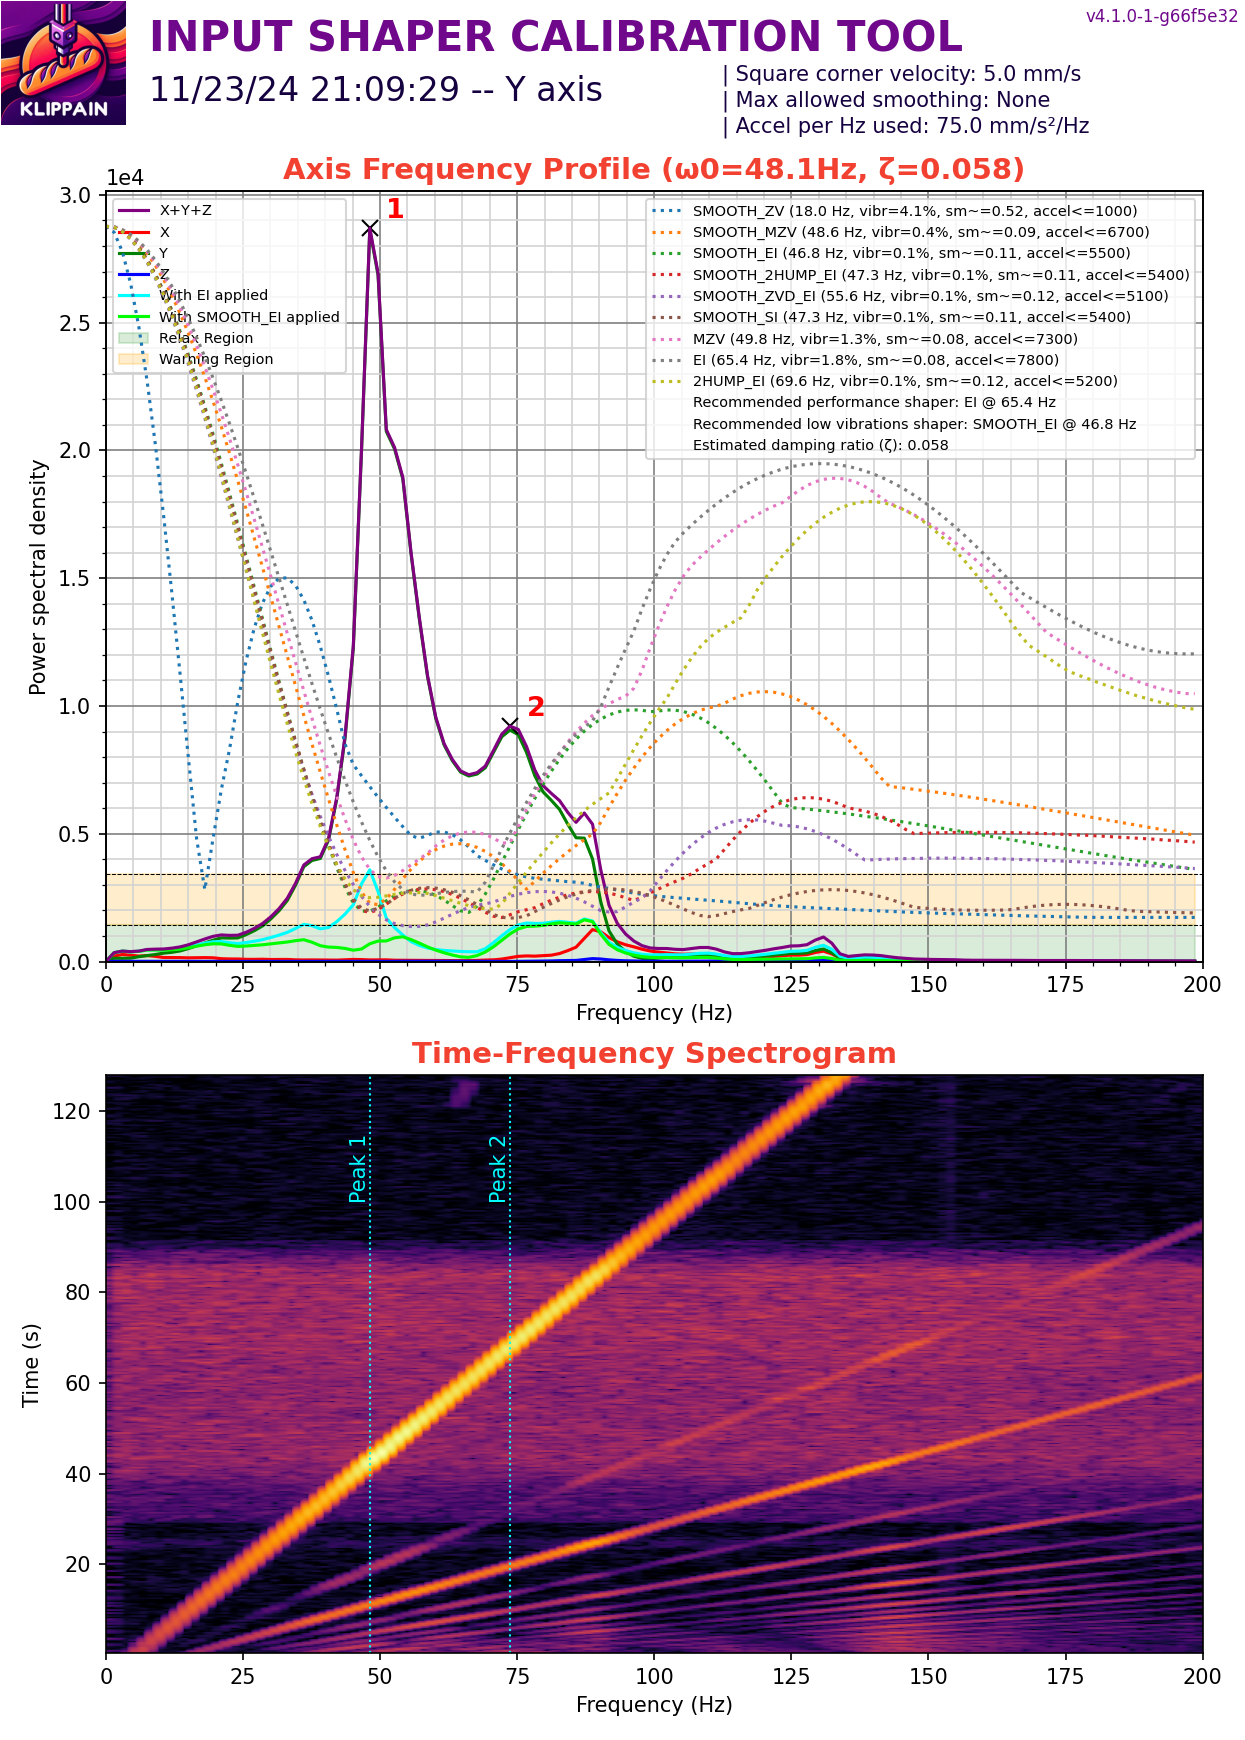 v4.1.0-1-g66f5e32
INPUT SHAPER CALIBRATION TOOL
11/23/24 21:09:29 -- Y axis
| Square corner velocity: 5.0 mm/s
| Max allowed smoothing: None
| Accel per Hz used: 75.0 mm/s²/Hz
KLIPPAIN
Axis Frequency Profile (ω0=48.1Hz, ζ=0.058)
1e4
3.0
2.5
2.0
1.5
1.0
0.5
0.0
Power spectral density
X+Y+Z
X
Y
Z
With EI applied
With SMOOTH_EI applied
Relax Region
Warning Region
1
2
SMOOTH_ZV (18.0 Hz, vibr=4.1%, sm~=0.52, accel<=1000)
SMOOTH_MZV (48.6 Hz, vibr=0.4%, sm~=0.09, accel<=6700)
SMOOTH_EI (46.8 Hz, vibr=0.1%, sm~=0.11, accel<=5500)
SMOOTH_2HUMP_EI (47.3 Hz, vibr=0.1%, sm~=0.11, accel<=5400)
SMOOTH_ZVD_EI (55.6 Hz, vibr=0.1%, sm~=0.12, accel<=5100)
SMOOTH_SI (47.3 Hz, vibr=0.1%, sm~=0.11, accel<=5400)
MZV (49.8 Hz, vibr=1.3%, sm~=0.08, accel<=7300)
EI (65.4 Hz, vibr=1.8%, sm~=0.08, accel<=7800)
2HUMP_EI (69.6 Hz, vibr=0.1%, sm~=0.12, accel<=5200)
Recommended performance shaper: EI @ 65.4 Hz
Recommended low vibrations shaper: SMOOTH_EI @ 46.8 Hz
Estimated damping ratio (ζ): 0.058
0 25 50 75 100 125 150 175 200
Frequency (Hz)
Time-Frequency Spectrogram
120
100
80
60
40
20
Time (s)
Peak 1
Peak 2
0 25 50 75 100 125 150 175 200
Frequency (Hz)